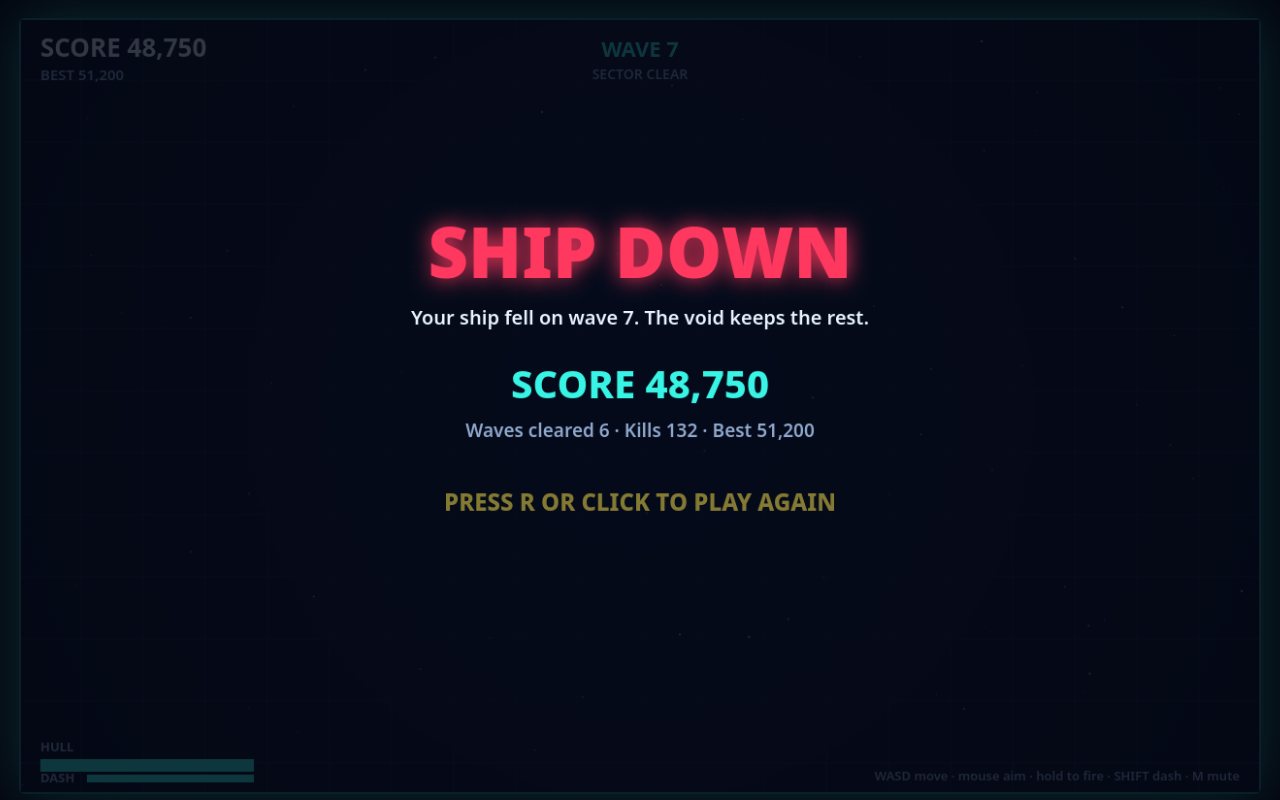 SCORE 48,750
WAVE 7
BEST 51,200
SECTOR CLEAR
SHIP DOWN
Your ship fell on wave 7. The void keeps the rest.
SCORE 48,750
Waves cleared 6 · Kills 132 · Best 51,200
PRESS R OR CLICK TO PLAY AGAIN
HULL
DASH
WASD move · mouse aim · hold to fire · SHIFT dash · M mute